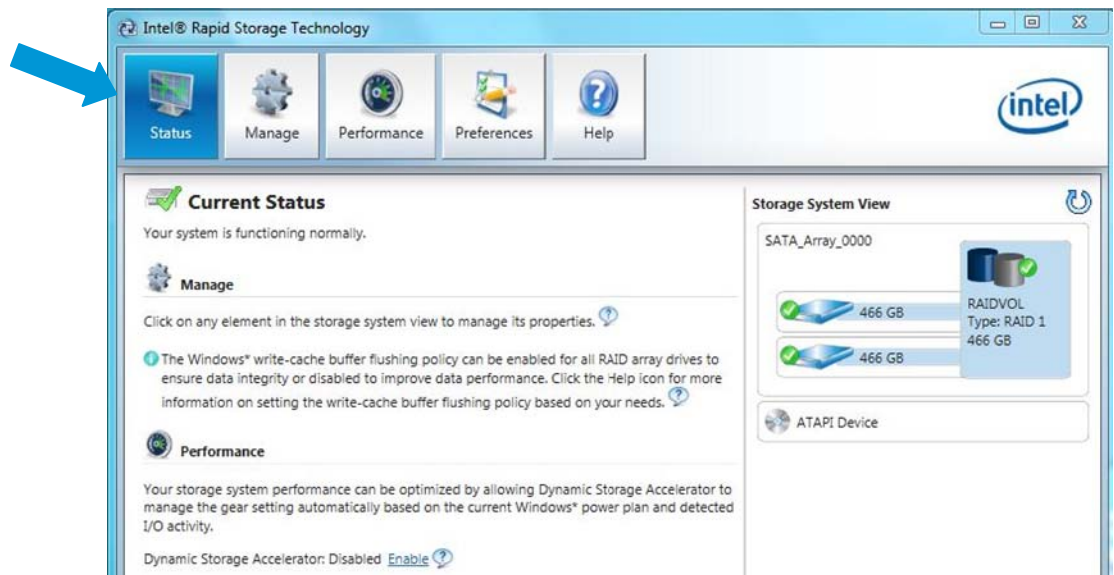 Intel® Rapid Storage Technology
Status
Manage
Performance
Preferences
Help
intel
Current Status
Your system is functioning normally.
Manage
Click on any element in the storage system view to manage its properties.
The Windows* write-cache buffer flushing policy can be enabled for all RAID array drives to
ensure data integrity or disabled to improve data performance. Click the Help icon for more
information on setting the write-cache buffer flushing policy based on your needs.
Performance
Your storage system performance can be optimized by allowing Dynamic Storage Accelerator to
manage the gear setting automatically based on the current Windows* power plan and detected
I/O activity.
Dynamic Storage Accelerator: Disabled Enable
Storage System View
SATA_Array_0000
466 GB
466 GB
RAIDVOL
Type: RAID 1
466 GB
ATAPI Device